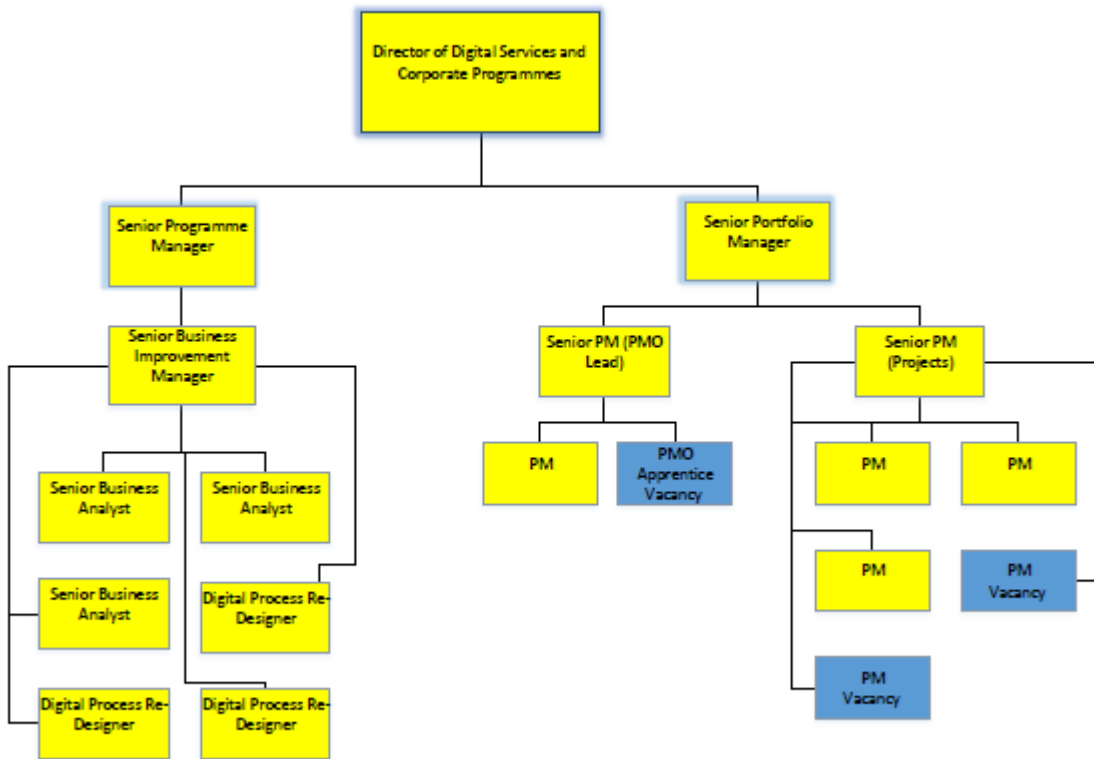 Director of Digital Services and
Corporate Programmes
Senior Programme
Manager
Senior Portfolio
Manager
Senior Business
Improvement
Manager
Senior PM (PMO
Lead)
Senior PM
(Projects)
PM
PMO
Apprentice
Vacancy
PM
PM
Senior Business
Analyst
Senior Business
Analyst
PM
PM
Vacancy
Senior Business
Analyst
Digital Process Re-
Designer
PM
Vacancy
Digital Process Re-
Designer
Digital Process Re-
Designer